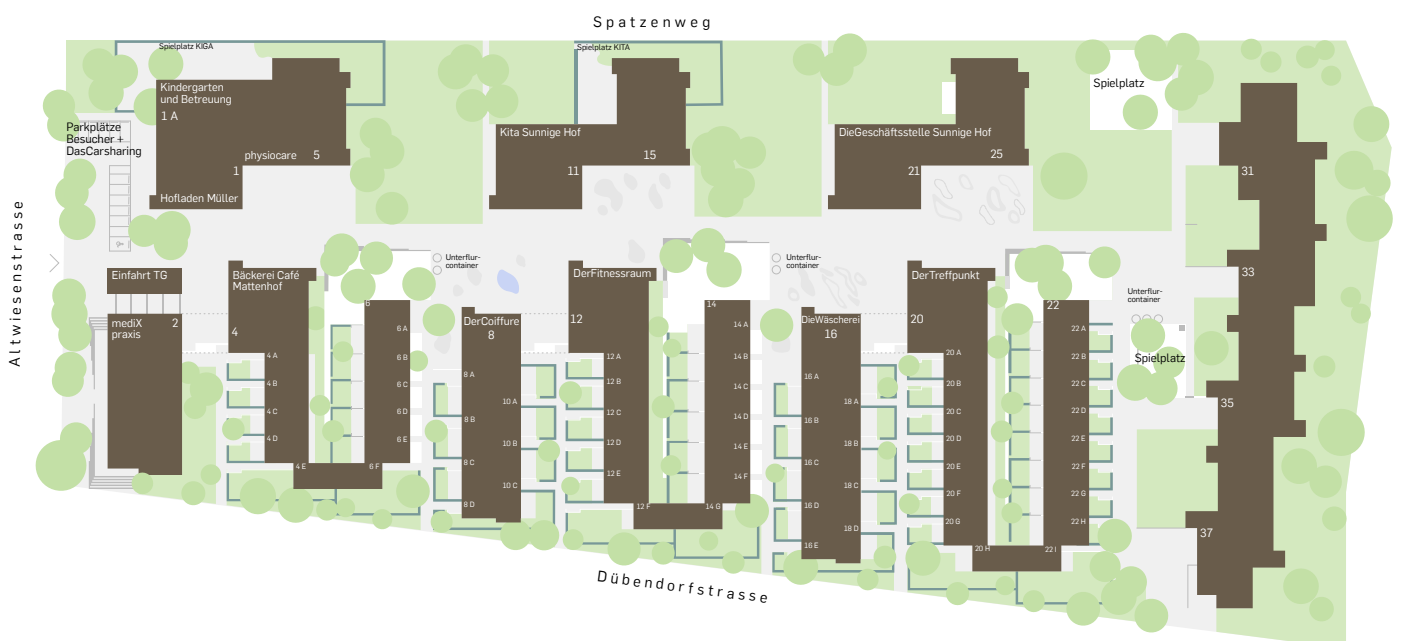 Spatzenweg
Spielplatz KIGA
Spielplatz KITA
Kindergarten
und Betreuung
1 A
physiocare 5
1
Hofladen Müller
Parkplätze
Besucher +
DasCarsharing
Kita Sunnige Hof
15
11
DieGeschäftsstelle Sunnige Hof
25
21
Spielplatz
31
33
35
37
Altwiesenstrasse
Einfahrt TG
mediX
praxis
2
Bäckerei Café
Mattenhof
4
4 A
4 B
4 C
4 D
4 E
6
6 A
6 B
6 C
6 D
6 E
6 F
Unterflur-
container
DerCoiffure
8
8 A
8 B
8 C
8 D
10 A
10 B
10 C
DerFitnessraum
12
12 A
12 B
12 C
12 D
12 E
12 F
14
14 A
14 B
14 C
14 D
14 E
14 F
14 G
Unterflur-
container
DieWäscherei
16
16 A
16 B
16 C
16 D
16 E
18 A
18 B
18 C
18 D
DerTreffpunkt
20
20 A
20 B
20 C
20 D
20 E
20 F
20 G
20 H
22
22 A
22 B
22 C
22 D
22 E
22 F
22 G
22 H
22 I
Unterflur-
container
Spielplatz
Dübendorfstrasse